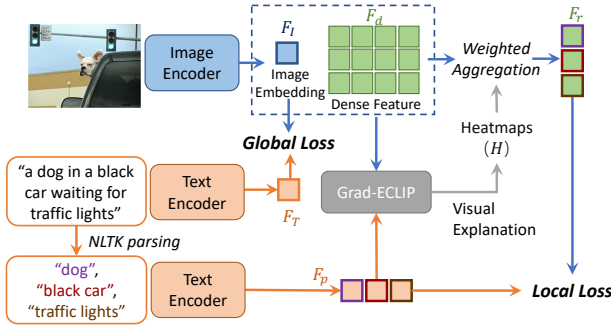 Image
Encoder
F_I
Image
Embedding
F_d
Dense Feature
Weighted
Aggregation
F_r
Global Loss
Heatmaps
(H)
"a dog in a black
car waiting for
traffic lights"
Text
Encoder
F_T
Grad-ECLIP
Visual
Explanation
NLTK parsing
"dog",
"black car",
"traffic lights"
Text
Encoder
F_p
Local Loss